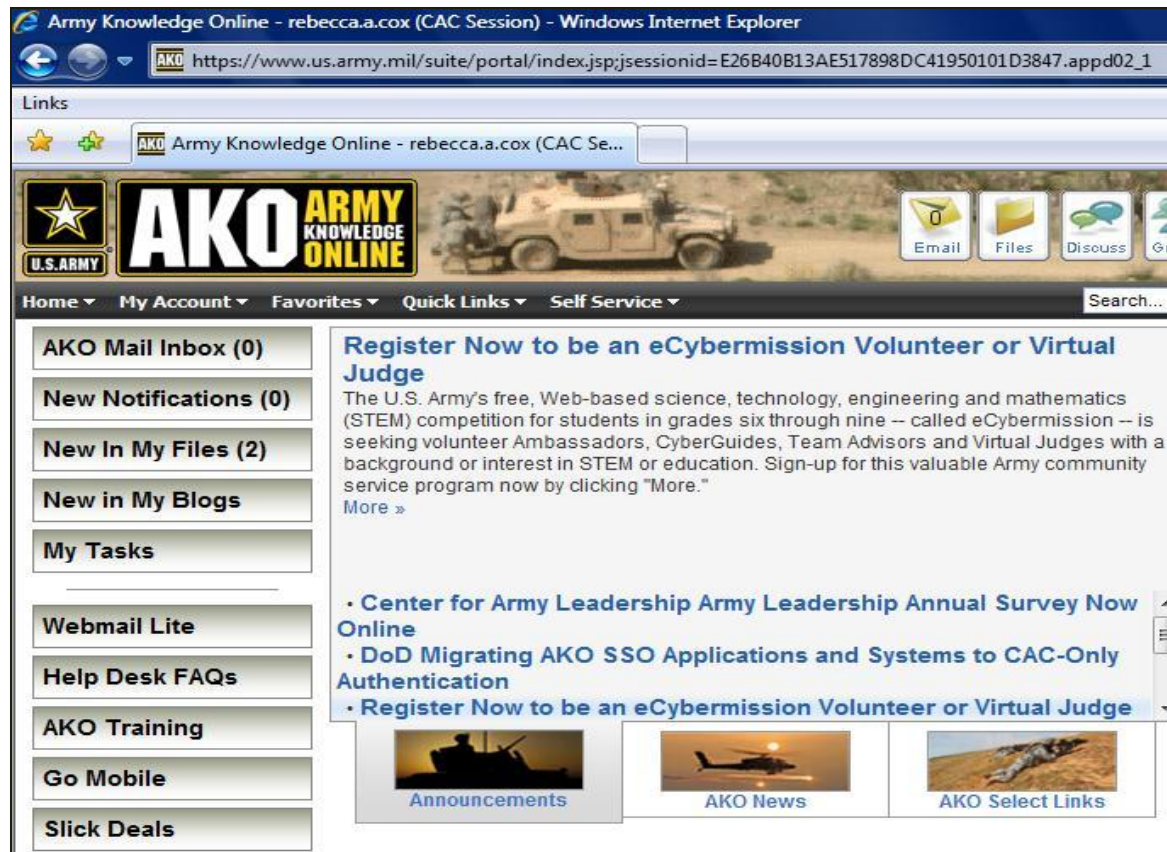 Army Knowledge Online - rebecca.a.cox (CAC Session) - Windows Internet Explorer
AKO https://www.us.army.mil/suite/portal/index.jsp;jsessionid=E26B40B13AE517898DC41950101D3847.appd02_1
Links
AKO Army Knowledge Online - rebecca.a.cox (CAC Se...
U.S.ARMY
AKO ARMY
KNOWLEDGE
ONLINE
0
Email Files Discuss
Home My Account Favorites Quick Links Self Service Search...
AKO Mail Inbox (0)
New Notifications (0)
New In My Files (2)
New in My Blogs
My Tasks
Webmail Lite
Help Desk FAQs
AKO Training
Go Mobile
Slick Deals
Register Now to be an eCybermission Volunteer or Virtual
Judge
The U.S. Army's free, Web-based science, technology, engineering and mathematics
(STEM) competition for students in grades six through nine -- called eCybermission -- is
seeking volunteer Ambassadors, CyberGuides, Team Advisors and Virtual Judges with a
background or interest in STEM or education. Sign-up for this valuable Army community
service program now by clicking "More."
More »
• Center for Army Leadership Army Leadership Annual Survey Now
Online
• DoD Migrating AKO SSO Applications and Systems to CAC-Only
Authentication
• Register Now to be an eCybermission Volunteer or Virtual Judge
Announcements AKO News AKO Select Links